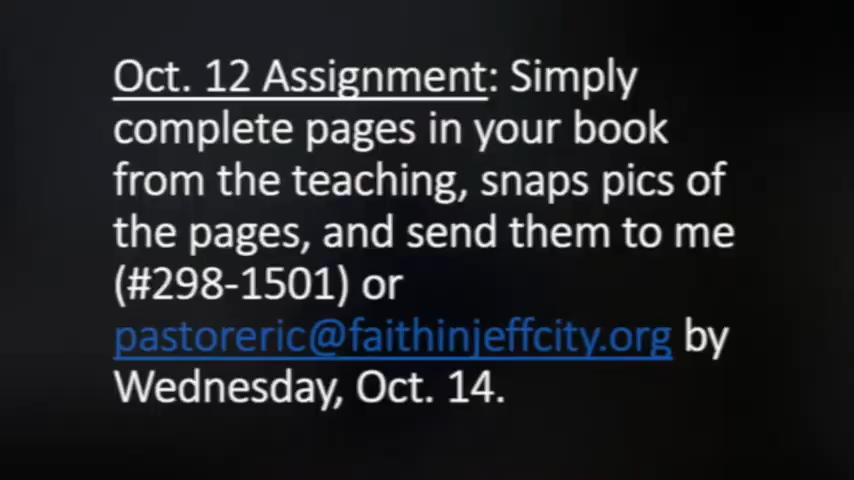 Oct. 12 Assignment: Simply
complete pages in your book
from the teaching, snaps pics of
the pages, and send them to me
(#298-1501) or
pastoreric@faithinjeffcity.org by
Wednesday, Oct. 14.